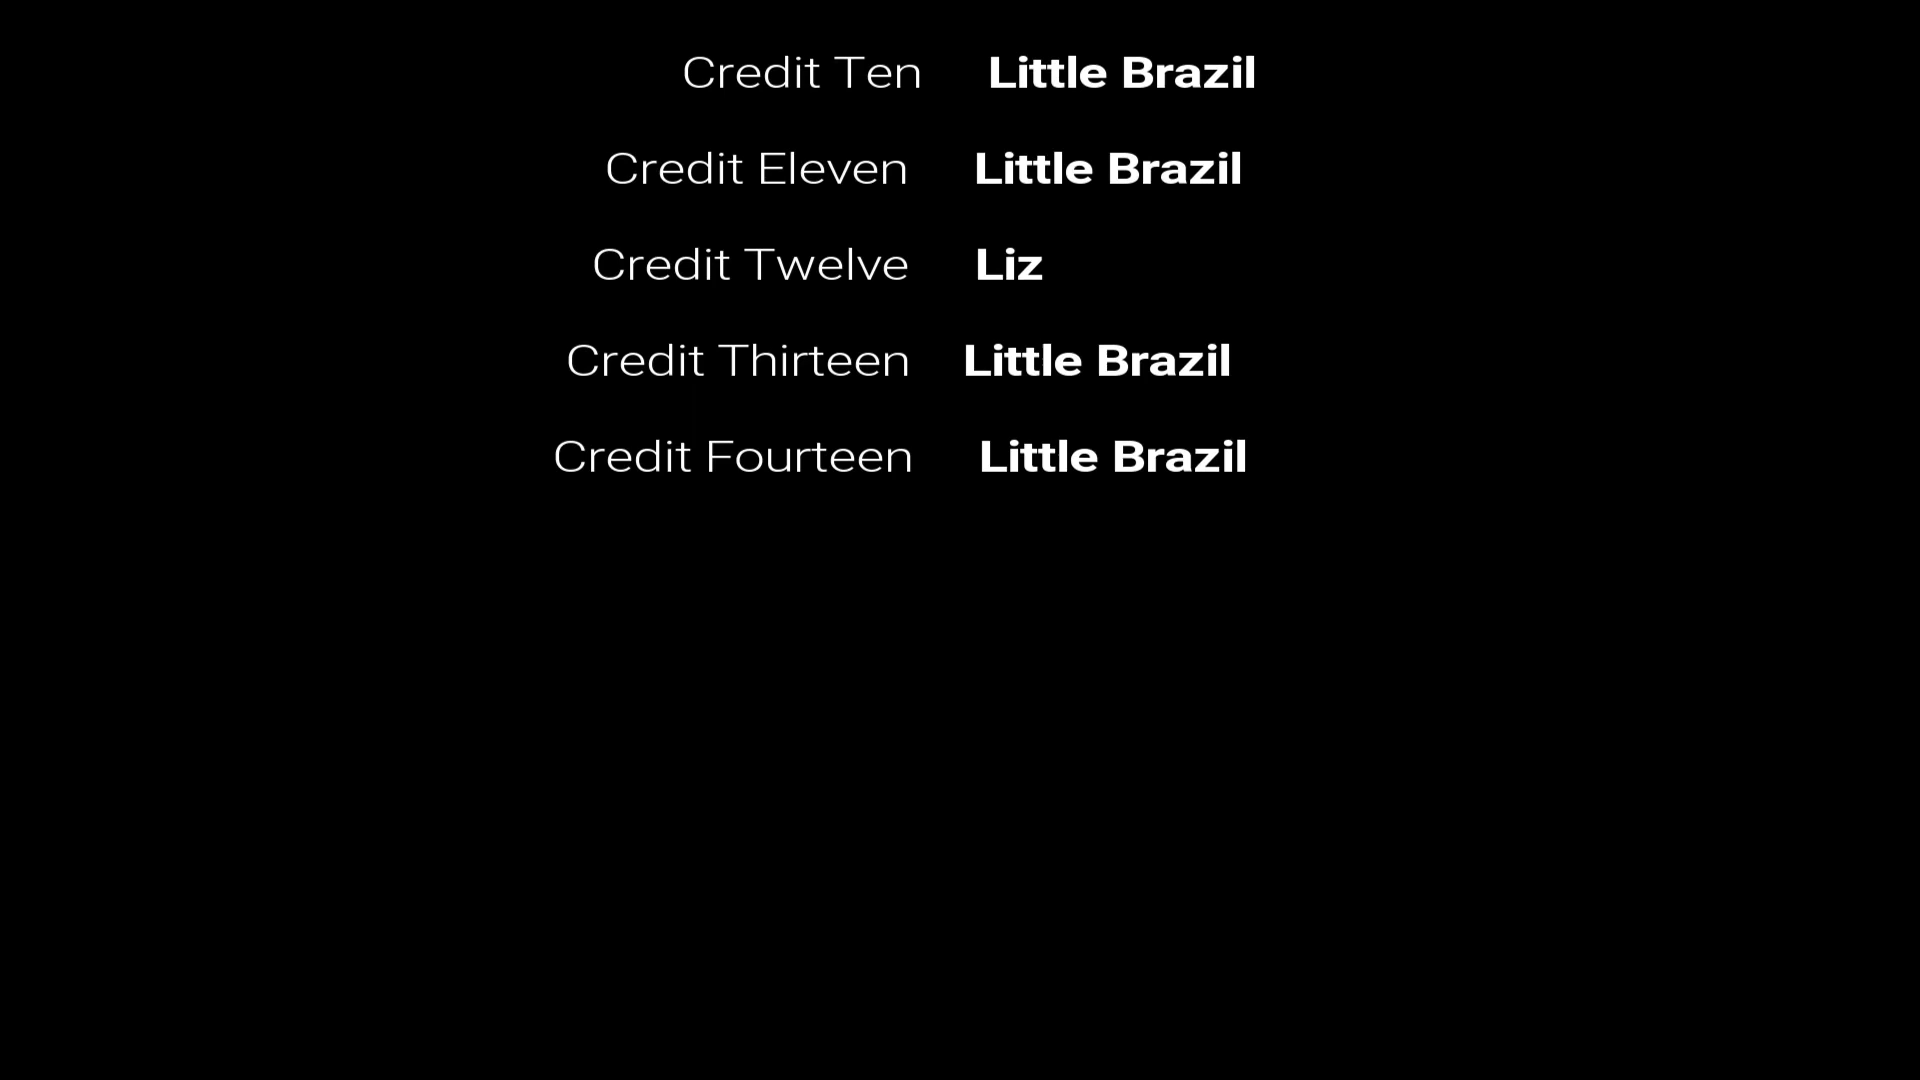 Credit Ten Little Brazil
Credit Eleven Little Brazil
Credit Twelve Liz
Credit Thirteen Little Brazil
Credit Fourteen Little Brazil